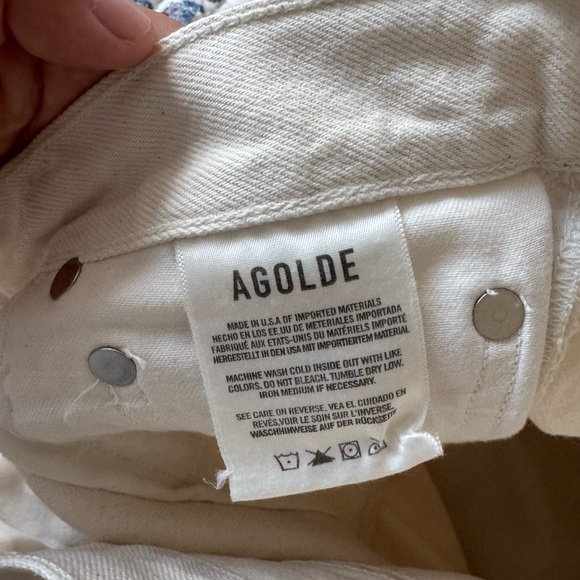 AGOLDE
MADE IN U.S.A OF IMPORTED MATERIALS
HECHO EN LOS EE.UU DE METERIALES IMPORTADA
FABRIQUÉ AUX ETATS-UNIS DU MATÉRIELS IMPORTÉR
HERGESTELLT IN DEN USA MIT IMPORTIERTEM MATERIAL
MACHINE WASH COLD INSIDE OUT WITH LIKE
COLORS, DO NOT BLEACH. TUMBLE DRY LOW.
IRON MEDIUM IF NECESSARY.
SEE CARE ON REVERSE. VEA EL CUIDADO EN
REVÉS.VOIR LE SOIN SUR L'INVERSE.
WASCHHINWEISE AUF DER RÜCKSEITE